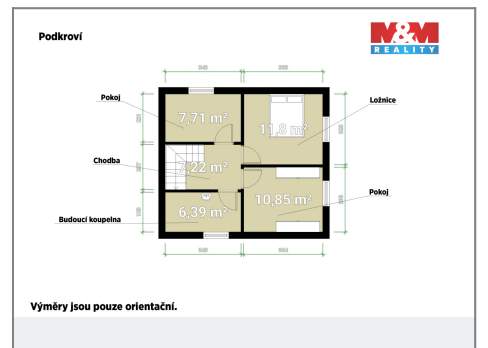 Podkroví
M&M
REALITY
Pokoj
Ložnice
7,71 m²
11,8 m²
Chodba
7,22 m²
Pokoj
10,85 m²
6,39 m²
Budoucí koupelna
Výměry jsou pouze orientační.